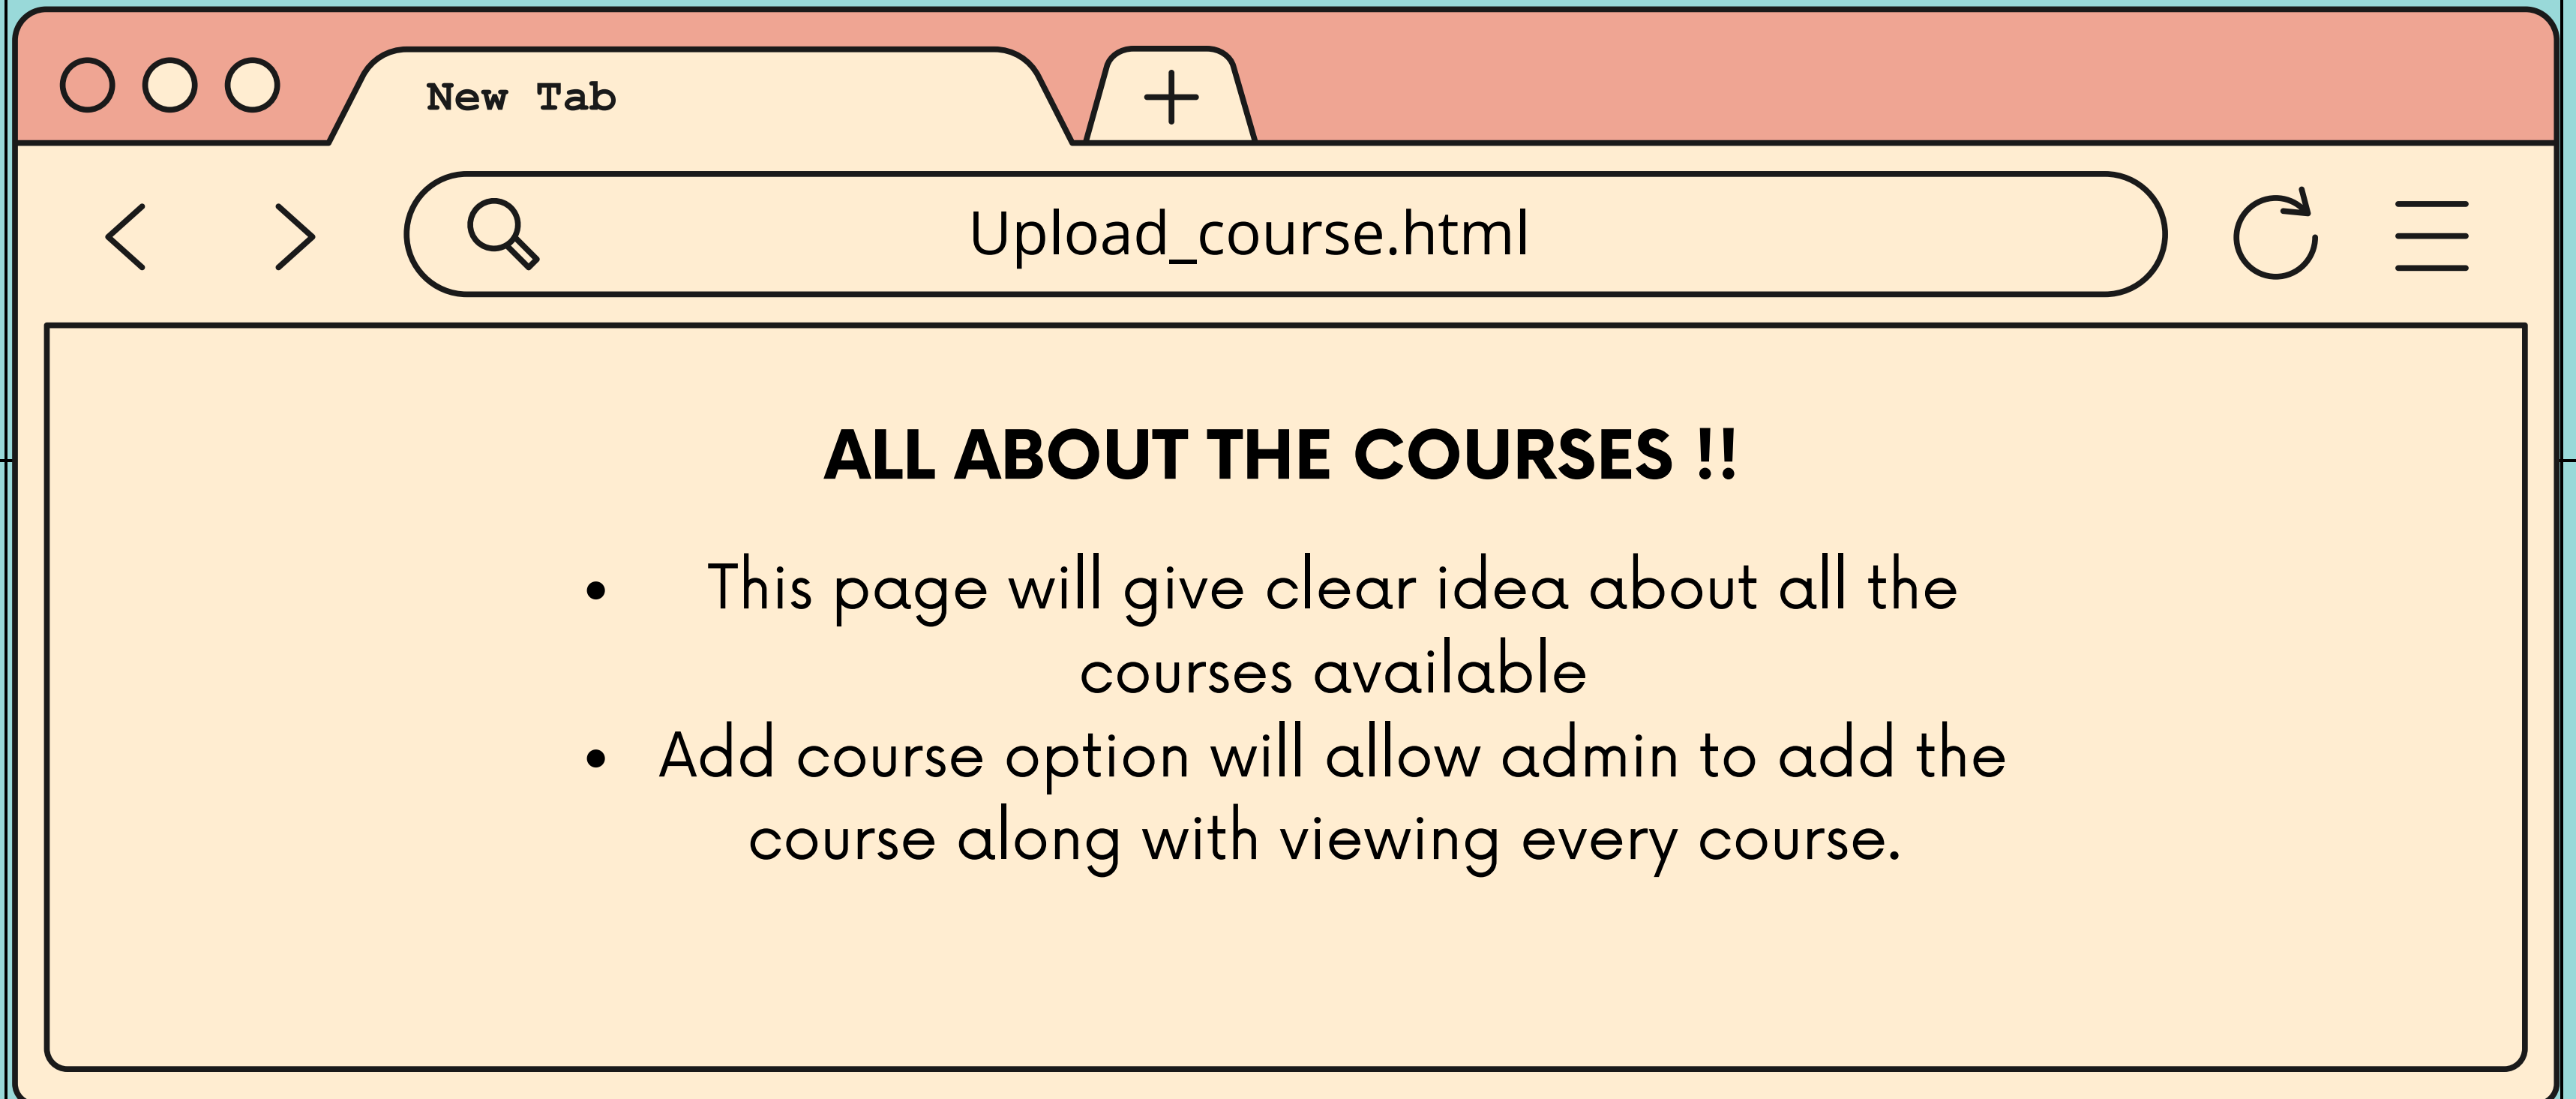 New Tab
Upload_course.html
ALL ABOUT THE COURSES !!
• This page will give clear idea about all the
courses available
• Add course option will allow admin to add the
course along with viewing every course.